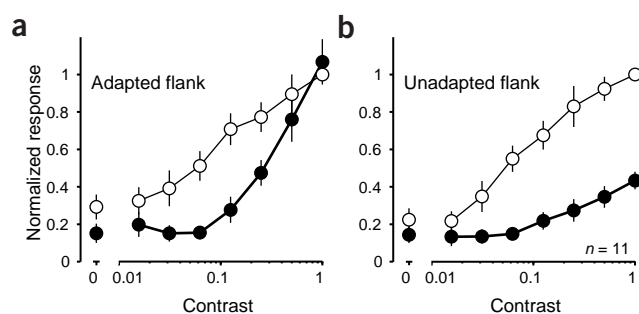 a
Normalized response
1
0.8
0.6
0.4
0.2
0
Adapted flank
0 0.01 0.1 1
Contrast
b
1
0.8
0.6
0.4
0.2
0
Unadapted flank
n = 11
0 0.01 0.1 1
Contrast